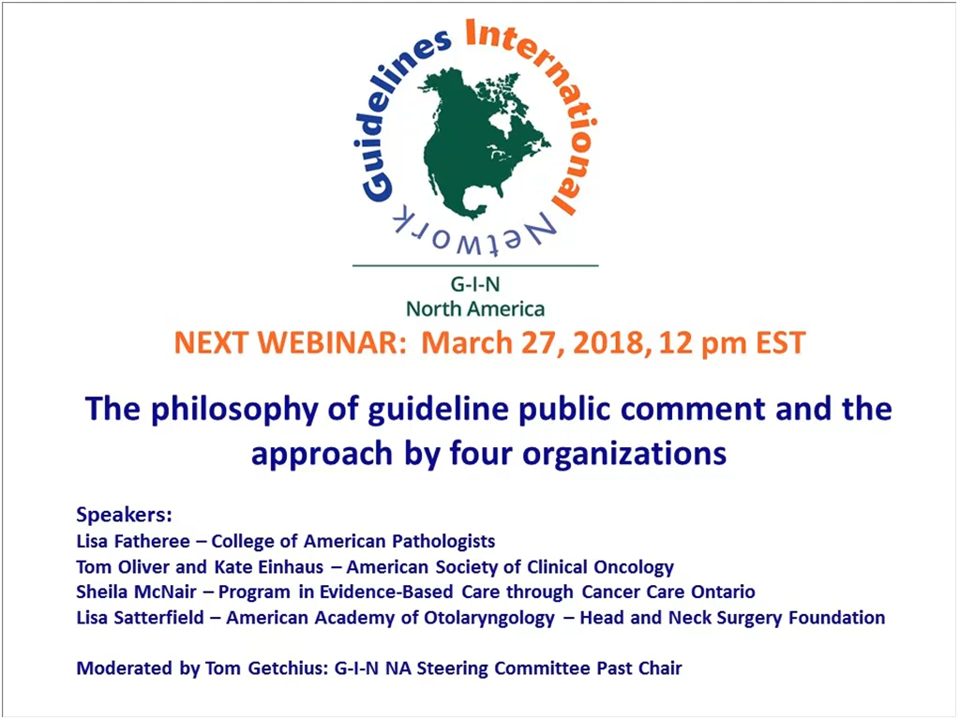 Guidelines International Network
G-I-N
North America
NEXT WEBINAR: March 27, 2018, 12 pm EST
The philosophy of guideline public comment and the
approach by four organizations
Speakers:
Lisa Fatheree – College of American Pathologists
Tom Oliver and Kate Einhaus – American Society of Clinical Oncology
Sheila McNair – Program in Evidence-Based Care through Cancer Care Ontario
Lisa Satterfield – American Academy of Otolaryngology – Head and Neck Surgery Foundation
Moderated by Tom Getchius: G-I-N NA Steering Committee Past Chair